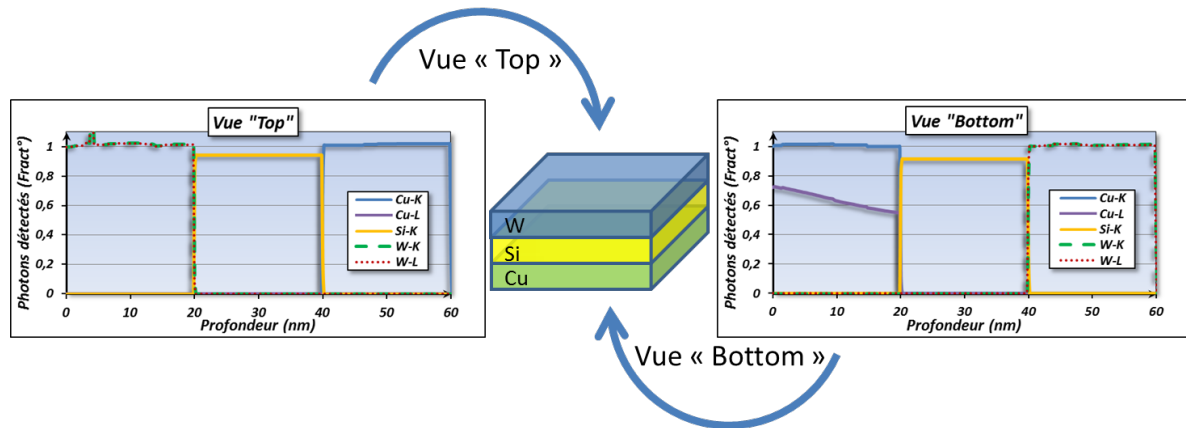 Vue « Top »
Vue "Top"
Photons détectés (Fract°)
1
0,8
0,6
0,4
0,2
0
Cu-K
Cu-L
Si-K
W-K
W-L
0 10 20 30 40 50 60
Profondeur (nm)
W
Si
Cu
Vue "Bottom"
Photons détectés (Fract°)
1
0,8
0,6
0,4
0,2
0
Cu-K
Cu-L
Si-K
W-K
W-L
0 10 20 30 40 50 60
Profondeur (nm)
Vue « Bottom »